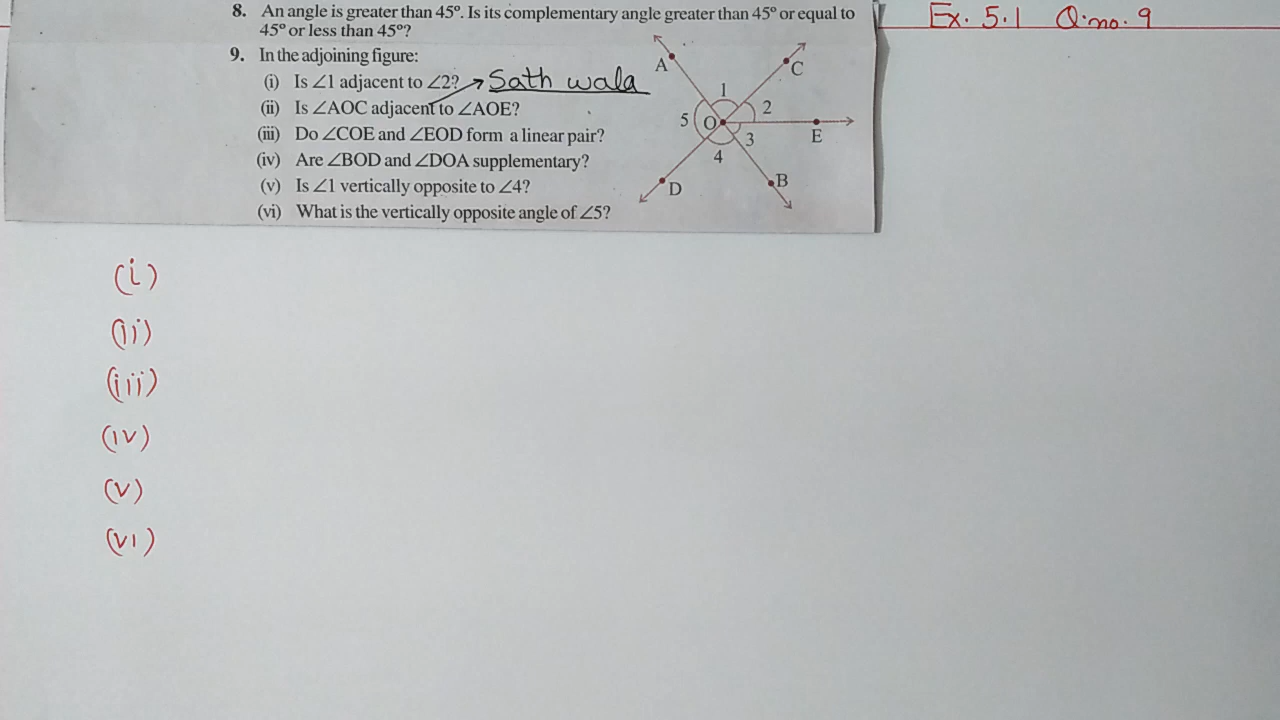 8. An angle is greater than 45°. Is its complementary angle greater than 45° or equal to
45° or less than 45°?
Ex. 5.1 Q.no. 9
9. In the adjoining figure:
(i) Is ∠1 adjacent to ∠2? → Sath wala
(ii) Is ∠AOC adjacent to ∠AOE?
(iii) Do ∠COE and ∠EOD form a linear pair?
(iv) Are ∠BOD and ∠DOA supplementary?
(v) Is ∠1 vertically opposite to ∠4?
(vi) What is the vertically opposite angle of ∠5?
A
C
1
2
5
O
E
3
4
B
D
(i)
(ii)
(iii)
(iv)
(v)
(vi)